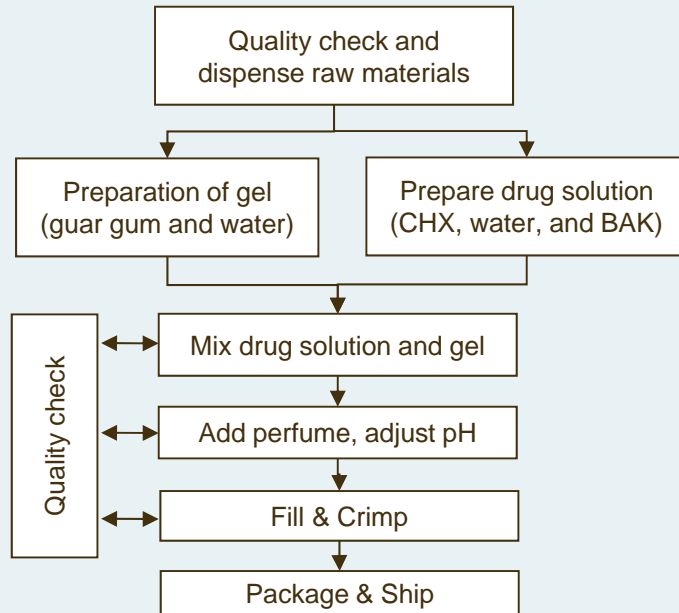 Quality check and
dispense raw materials
Preparation of gel
(guar gum and water)
Prepare drug solution
(CHX, water, and BAK)
Quality check
Mix drug solution and gel
Add perfume, adjust pH
Fill & Crimp
Package & Ship